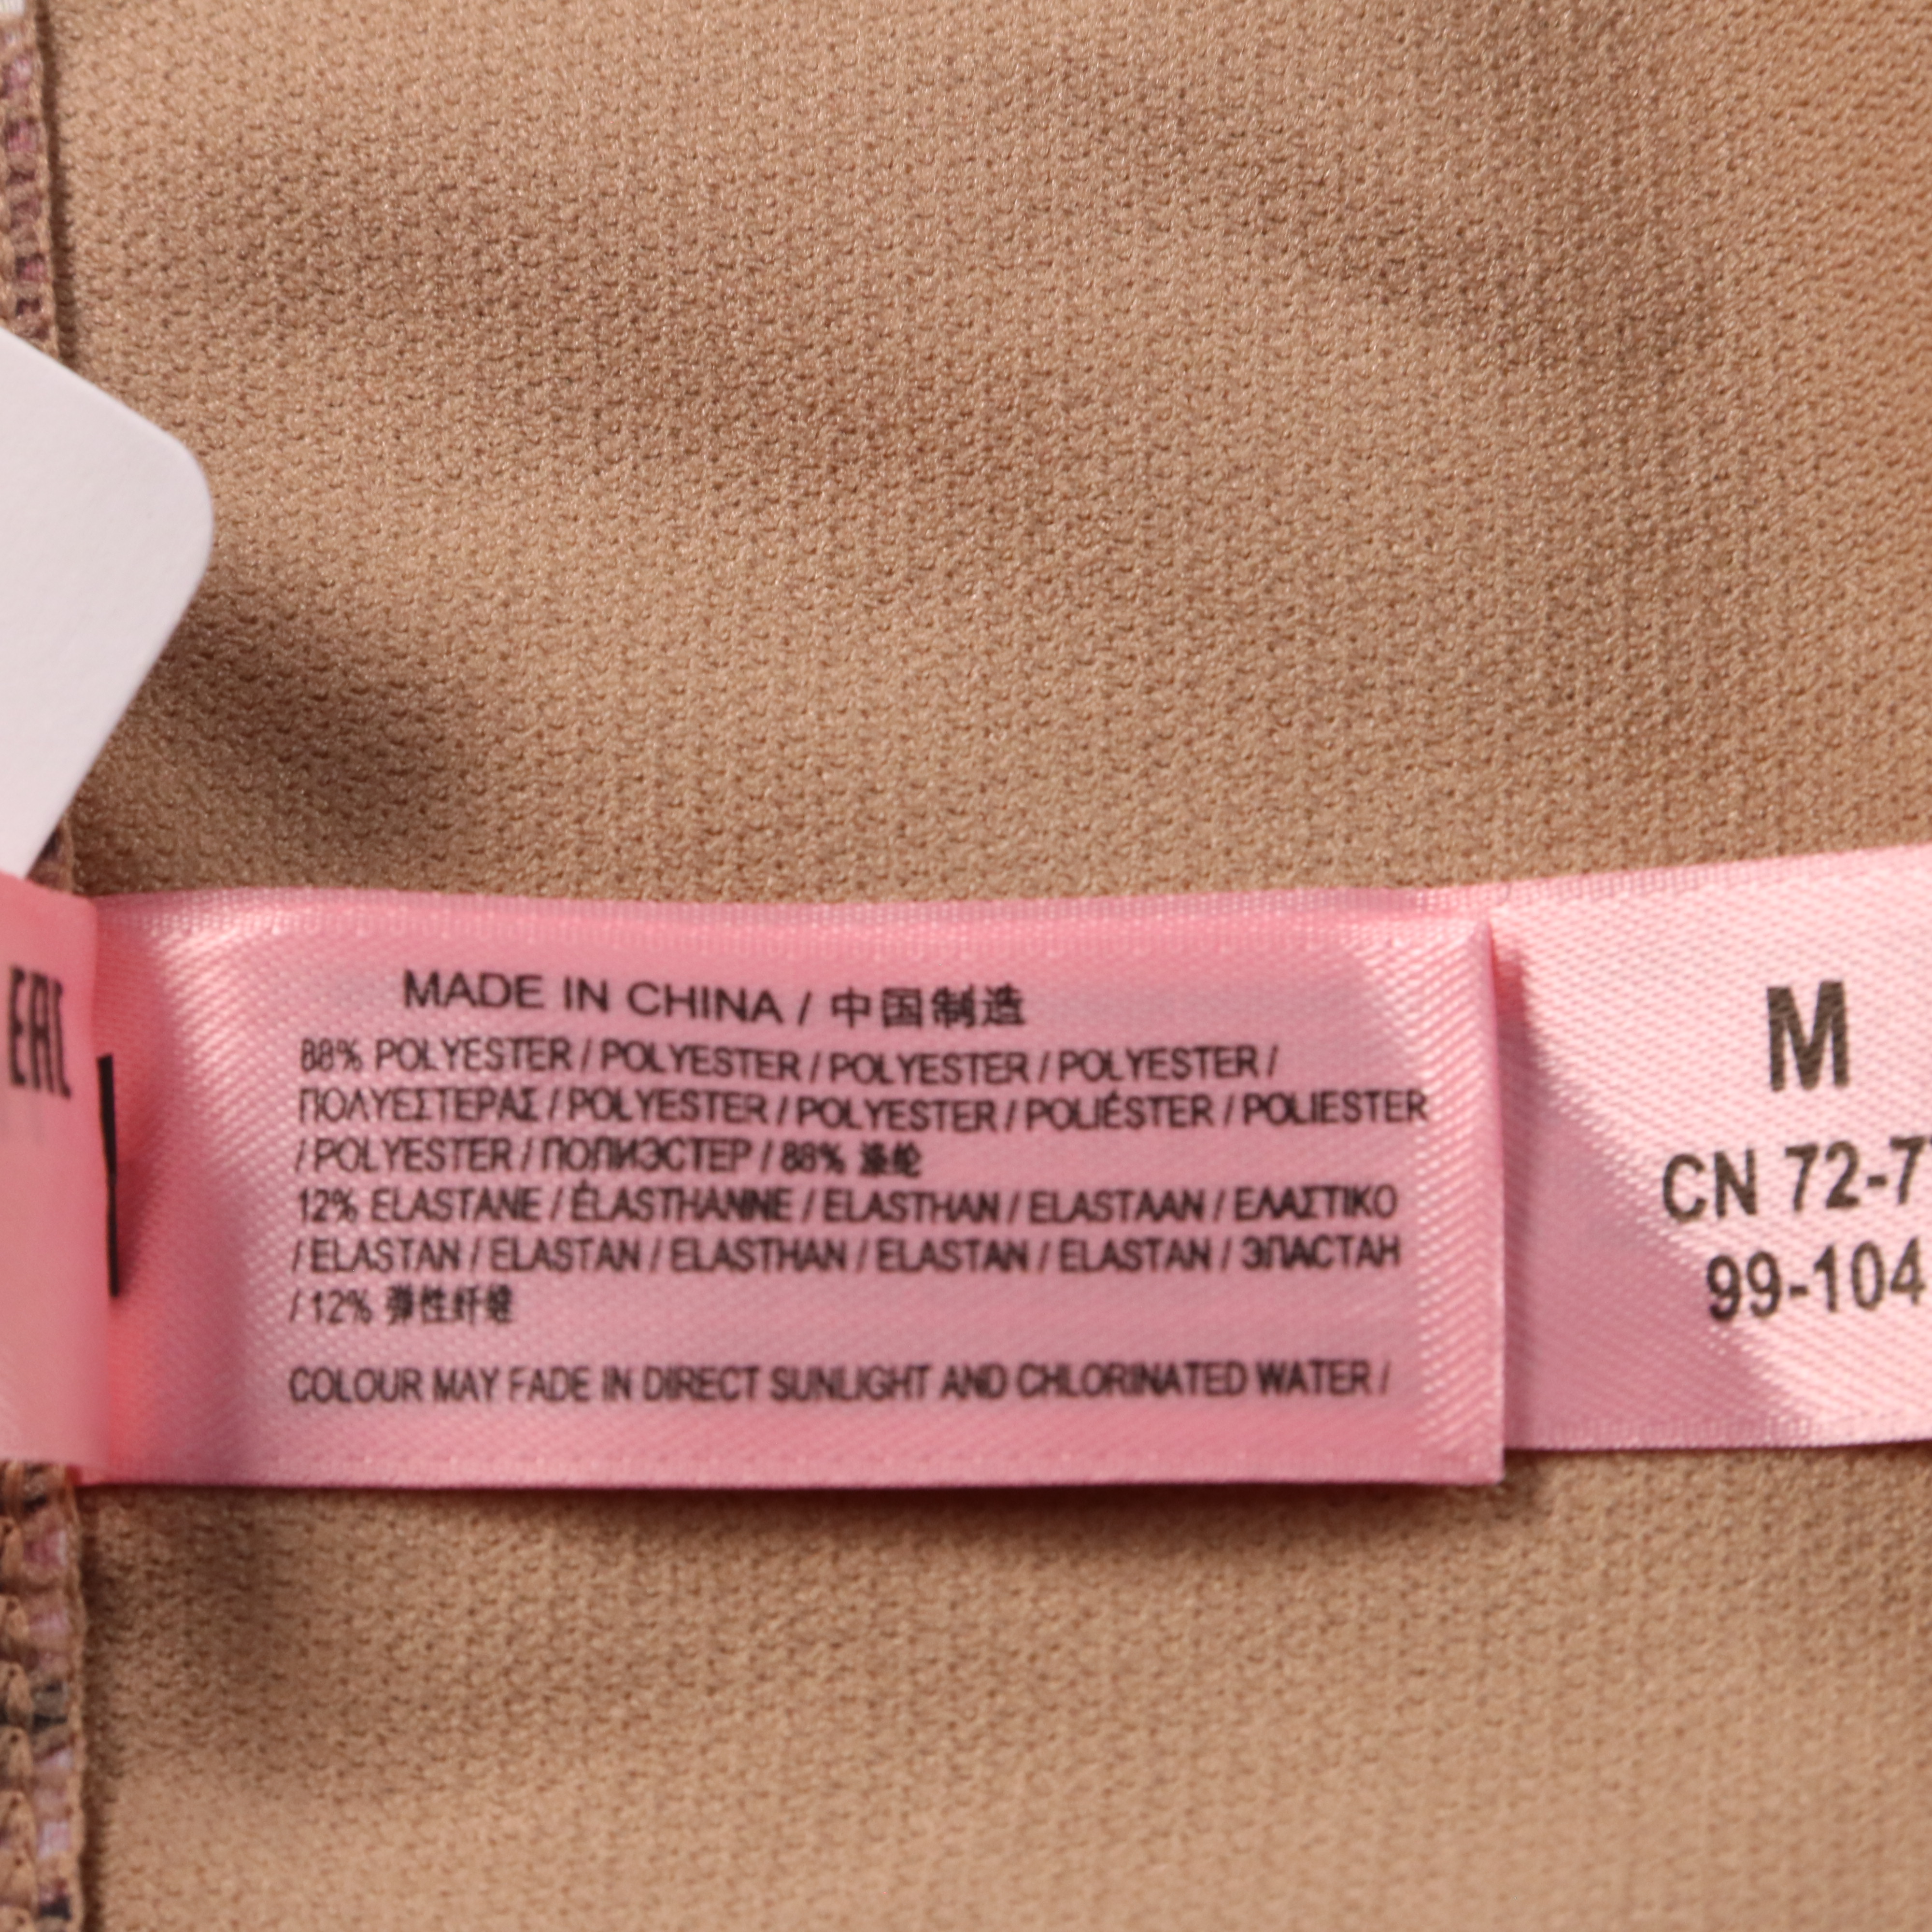 EAC
MADE IN CHINA / 中国制造
88% POLYESTER / POLYESTER / POLYESTER / POLYESTER /
ΠΟΛΥΕΣΤΕΡΑΣ / POLYESTER / POLYESTER / POLIÉSTER / POLIESTER
/ POLYESTER / ПОЛИЭСТЕР / 88% 涤纶
12% ELASTANE / ÉLASTHANNE / ELASTHAN / ELASTAAN / ΕΛΑΣΤΙΚΟ
/ ELASTAN / ELASTAN / ELASTHAN / ELASTAN / ELASTAN / ЭЛАСТАН
/ 12% 弹性纤维
COLOUR MAY FADE IN DIRECT SUNLIGHT AND CHLORINATED WATER /
M
CN 72-7
99-104